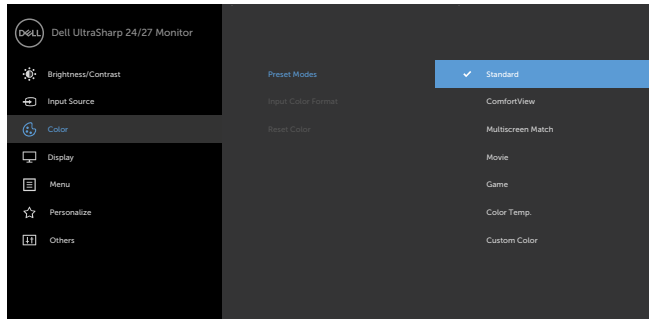 DELL
Dell UltraSharp 24/27 Monitor
Brightness/Contrast
Preset Modes
Standard
Input Source
Input Color Format
ComfortView
Color
Reset Color
Multiscreen Match
Display
Movie
Menu
Game
Personalize
Color Temp.
Others
Custom Color